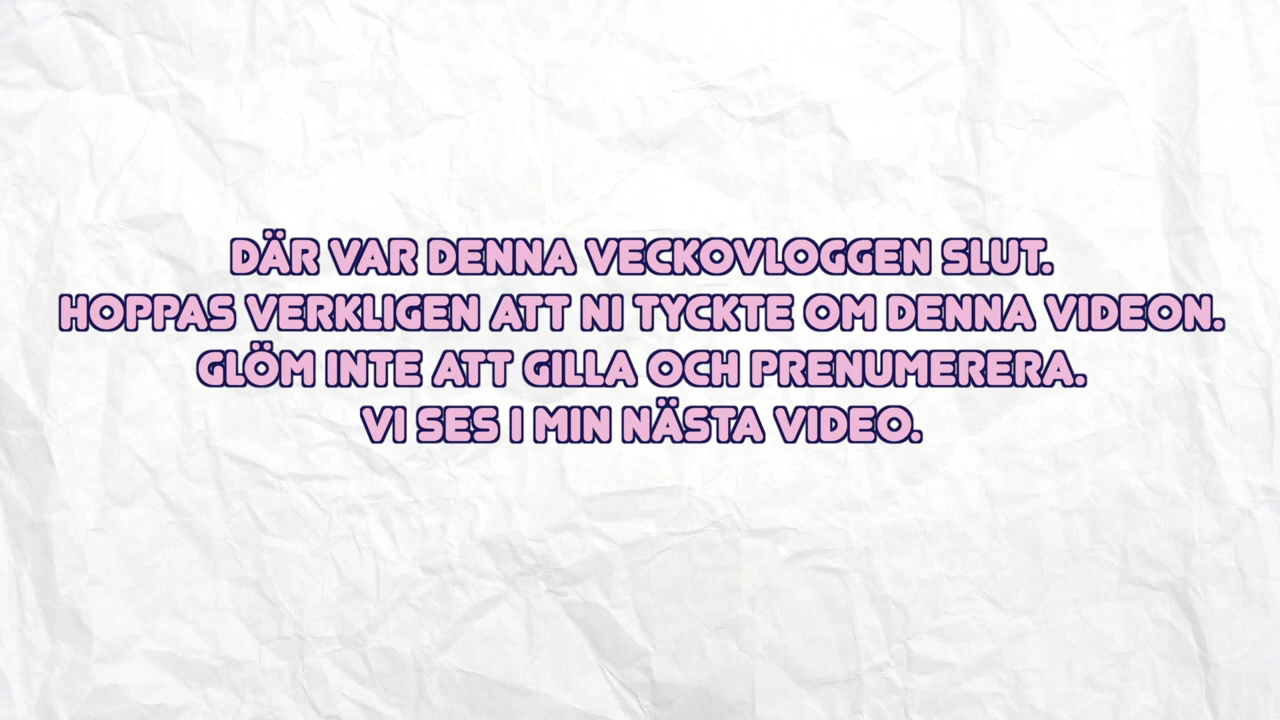 DÄR VAR DENNA VECKOVLOGGEN SLUT.
HOPPAS VERKLIGEN ATT NI TYCKTE OM DENNA VIDEON.
GLÖM INTE ATT GILLA OCH PRENUMERERA.
VI SES I MIN NÄSTA VIDEO.